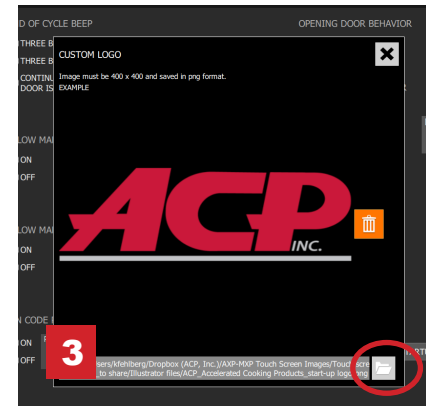 D OF CYCLE BEEP
OPENING DOOR BEHAVIOR
THREE B
THREE B
CONTINU
DOOR IS
CUSTOM LOGO
Image must be 400 x 400 and saved in png format.
EXAMPLE
LOW MA
ON
OFF
ACP
INC.
LOW MA
ON
OFF
N CODE
ON
OFF
3
sers/kfehlberg/Dropbox (ACP, Inc.)/AXP-MXP Touch Screen Images/Touch scre
to share/Illustrator files/ACP_Accelerated Cooking Products_start-up logo.png